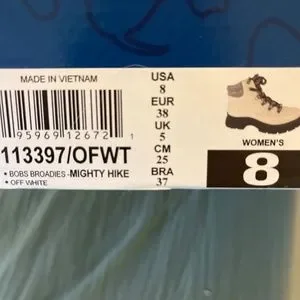 MADE IN VIETNAM
95969 12672 1
113397/OFWT
• BOBS BROADIES -MIGHTY HIKE
• OFF WHITE
USA
8
EUR
38
UK
5
CM
25
BRA
37
WOMEN'S
8